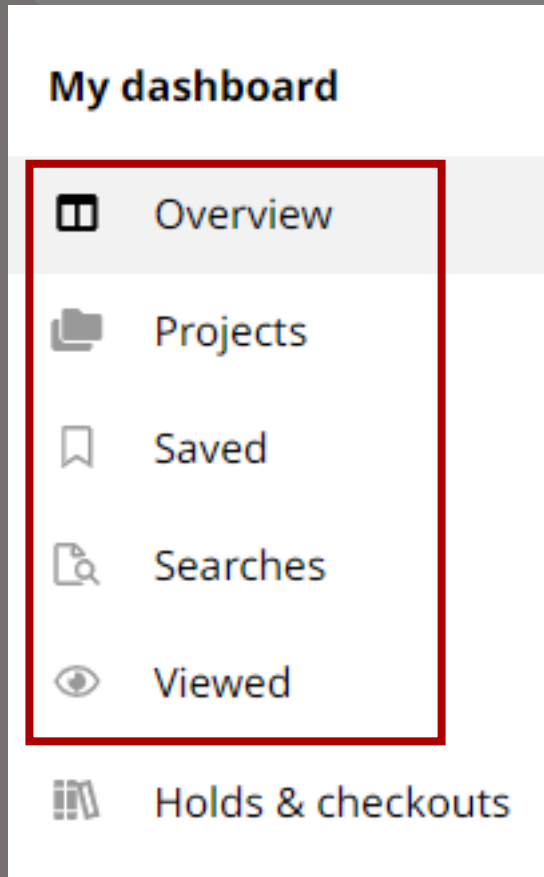 My dashboard
Overview
Projects
Saved
Searches
Viewed
Holds & checkouts